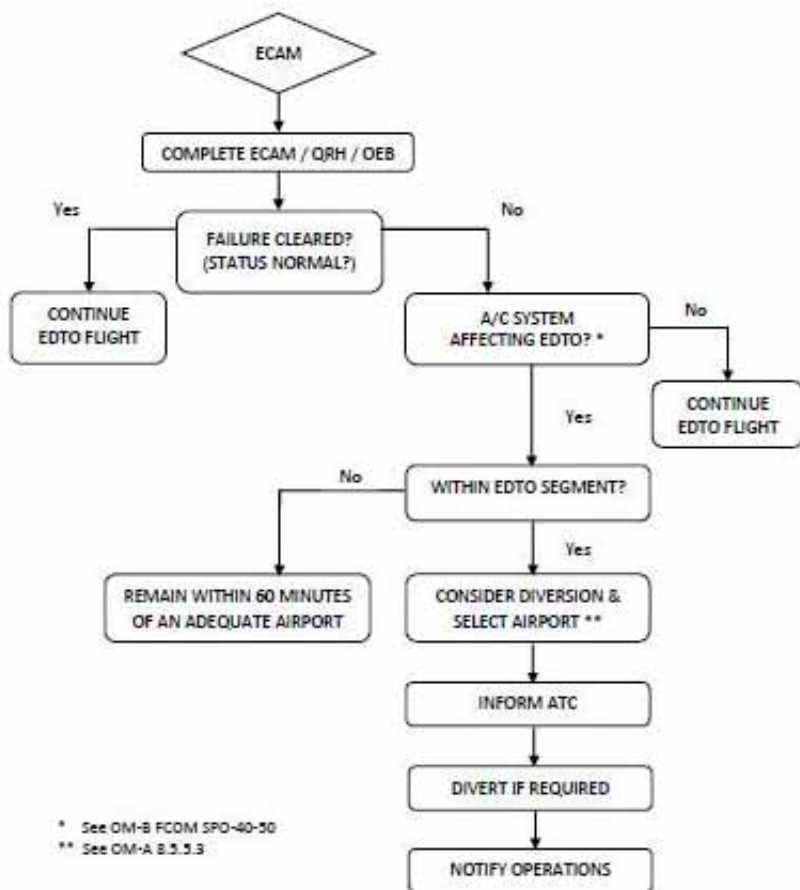 ECAM
COMPLETE ECAM / QRH / OEB
Yes
No
FAILURE CLEARED?
(STATUS NORMAL?)
CONTINUE
EDTO FLIGHT
A/C SYSTEM
AFFECTING EDTO? *
No
CONTINUE
EDTO FLIGHT
Yes
WITHIN EDTO SEGMENT?
No
Yes
REMAIN WITHIN 60 MINUTES
OF AN ADEQUATE AIRPORT
CONSIDER DIVERSION &
SELECT AIRPORT **
INFORM ATC
DIVERT IF REQUIRED
NOTIFY OPERATIONS
* See OM-B FCOM SPO-40-50
** See OM-A 8.5.5.3